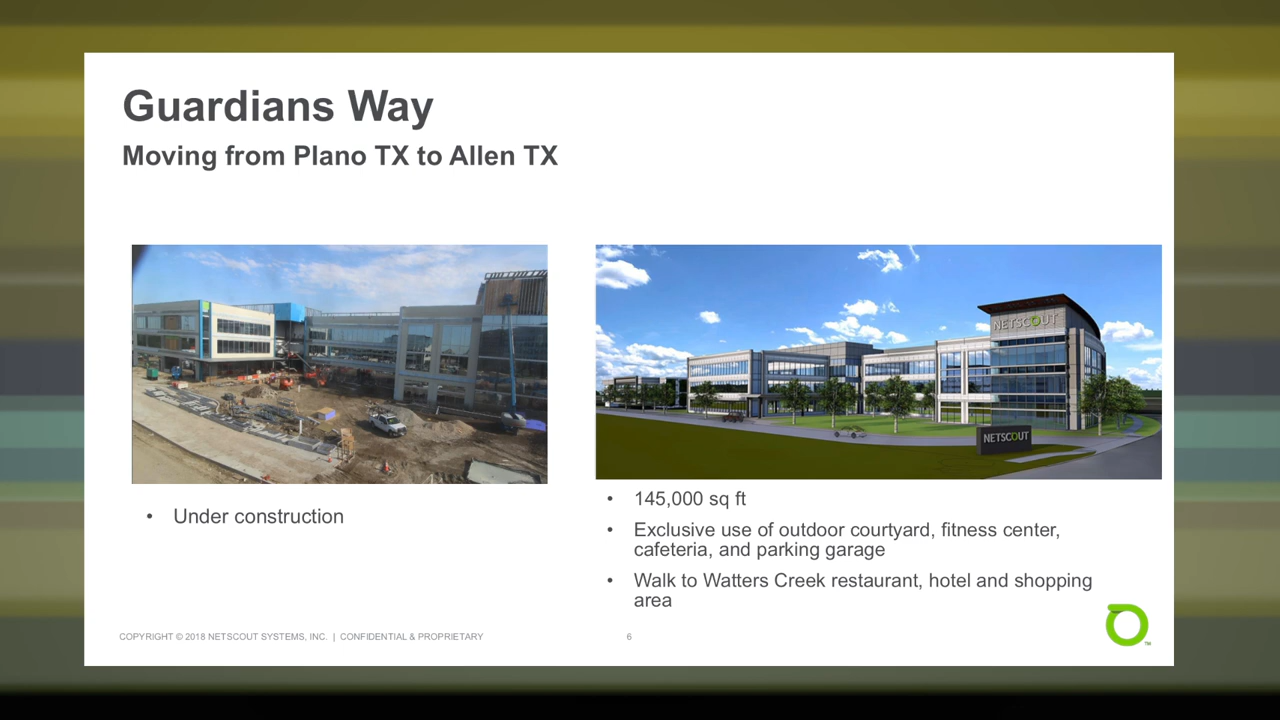 Guardians Way
Moving from Plano TX to Allen TX
NETSCOUT
NETSCOUT
• Under construction
• 145,000 sq ft
• Exclusive use of outdoor courtyard, fitness center,
cafeteria, and parking garage
• Walk to Watters Creek restaurant, hotel and shopping
area
COPYRIGHT © 2018 NETSCOUT SYSTEMS, INC. | CONFIDENTIAL & PROPRIETARY
6
TM